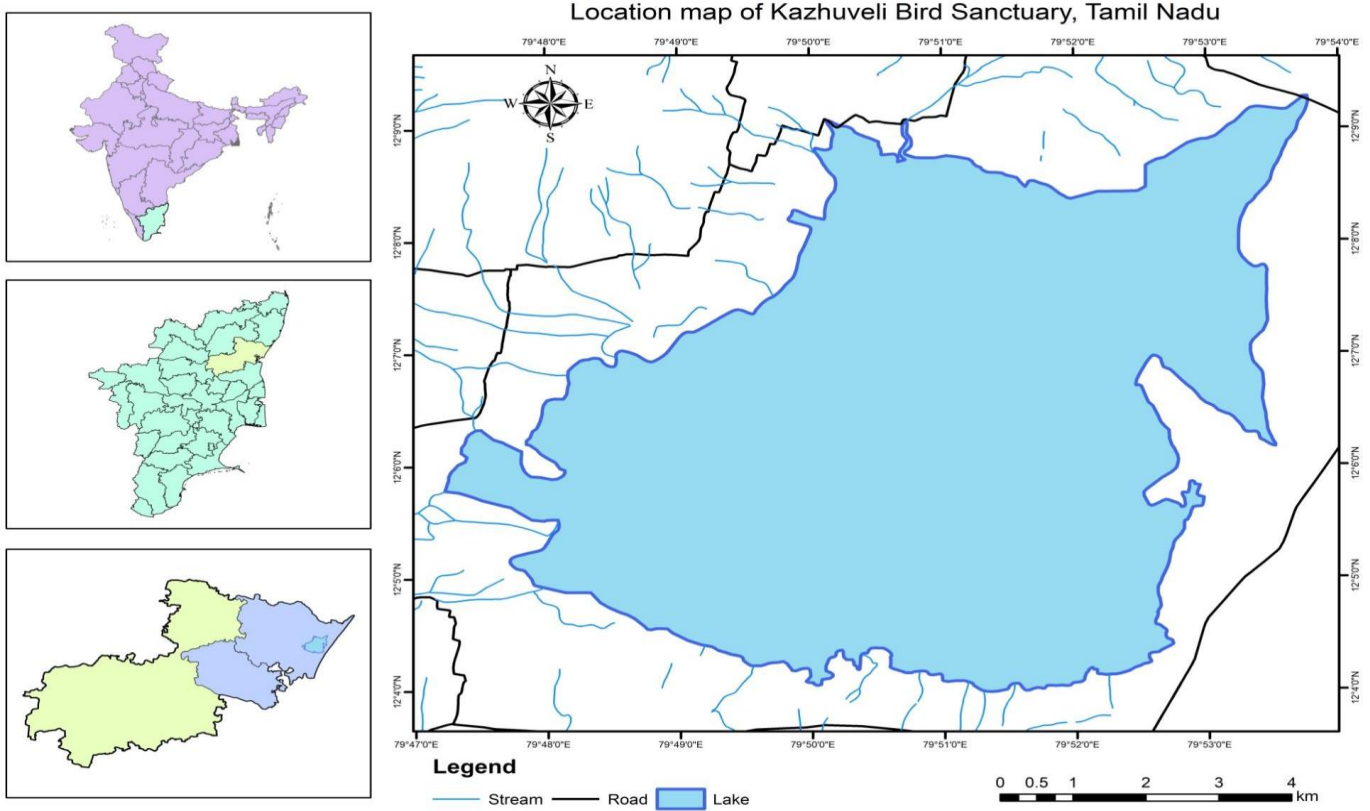 Location map of Kazhuveli Bird Sanctuary, Tamil Nadu
79°48'0"E 79°49'0"E 79°50'0"E 79°51'0"E 79°52'0"E 79°53'0"E 79°54'0"E
N
W E
S
12°9'0"N 12°9'0"N
12°8'0"N 12°8'0"N
12°7'0"N 12°7'0"N
12°6'0"N 12°6'0"N
12°5'0"N 12°5'0"N
12°4'0"N 12°4'0"N
79°47'0"E 79°48'0"E 79°49'0"E 79°50'0"E 79°51'0"E 79°52'0"E 79°53'0"E
Legend
Stream Road Lake
0 0.5 1 2 3 4
km